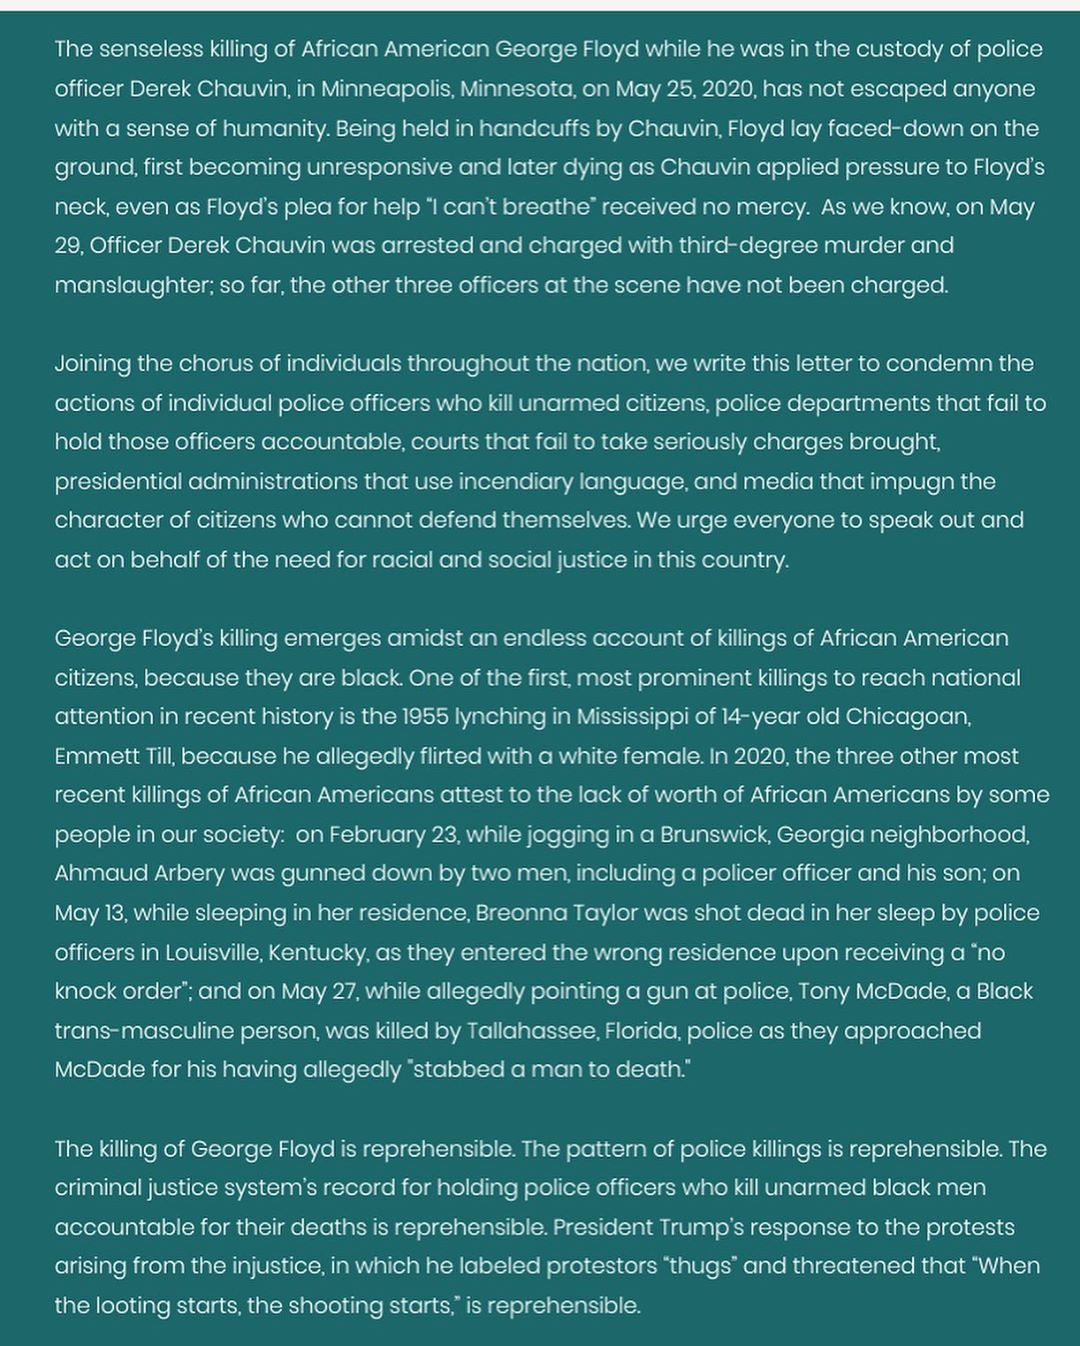 The senseless killing of African American George Floyd while he was in the custody of police
officer Derek Chauvin, in Minneapolis, Minnesota, on May 25, 2020, has not escaped anyone
with a sense of humanity. Being held in handcuffs by Chauvin, Floyd lay faced-down on the
ground, first becoming unresponsive and later dying as Chauvin applied pressure to Floyd's
neck, even as Floyd's plea for help "I can't breathe" received no mercy.  As we know, on May
29, Officer Derek Chauvin was arrested and charged with third-degree murder and
manslaughter; so far, the other three officers at the scene have not been charged.

Joining the chorus of individuals throughout the nation, we write this letter to condemn the
actions of individual police officers who kill unarmed citizens, police departments that fail to
hold those officers accountable, courts that fail to take seriously charges brought,
presidential administrations that use incendiary language, and media that impugn the
character of citizens who cannot defend themselves. We urge everyone to speak out and
act on behalf of the need for racial and social justice in this country.

George Floyd's killing emerges amidst an endless account of killings of African American
citizens, because they are black. One of the first, most prominent killings to reach national
attention in recent history is the 1955 lynching in Mississippi of 14-year old Chicagoan,
Emmett Till, because he allegedly flirted with a white female. In 2020, the three other most
recent killings of African Americans attest to the lack of worth of African Americans by some
people in our society:  on February 23, while jogging in a Brunswick, Georgia neighborhood,
Ahmaud Arbery was gunned down by two men, including a policer officer and his son; on
May 13, while sleeping in her residence, Breonna Taylor was shot dead in her sleep by police
officers in Louisville, Kentucky, as they entered the wrong residence upon receiving a "no
knock order"; and on May 27, while allegedly pointing a gun at police, Tony McDade, a Black
trans-masculine person, was killed by Tallahassee, Florida, police as they approached
McDade for his having allegedly "stabbed a man to death."

The killing of George Floyd is reprehensible. The pattern of police killings is reprehensible. The
criminal justice system's record for holding police officers who kill unarmed black men
accountable for their deaths is reprehensible. President Trump's response to the protests
arising from the injustice, in which he labeled protestors "thugs" and threatened that "When
the looting starts, the shooting starts," is reprehensible.